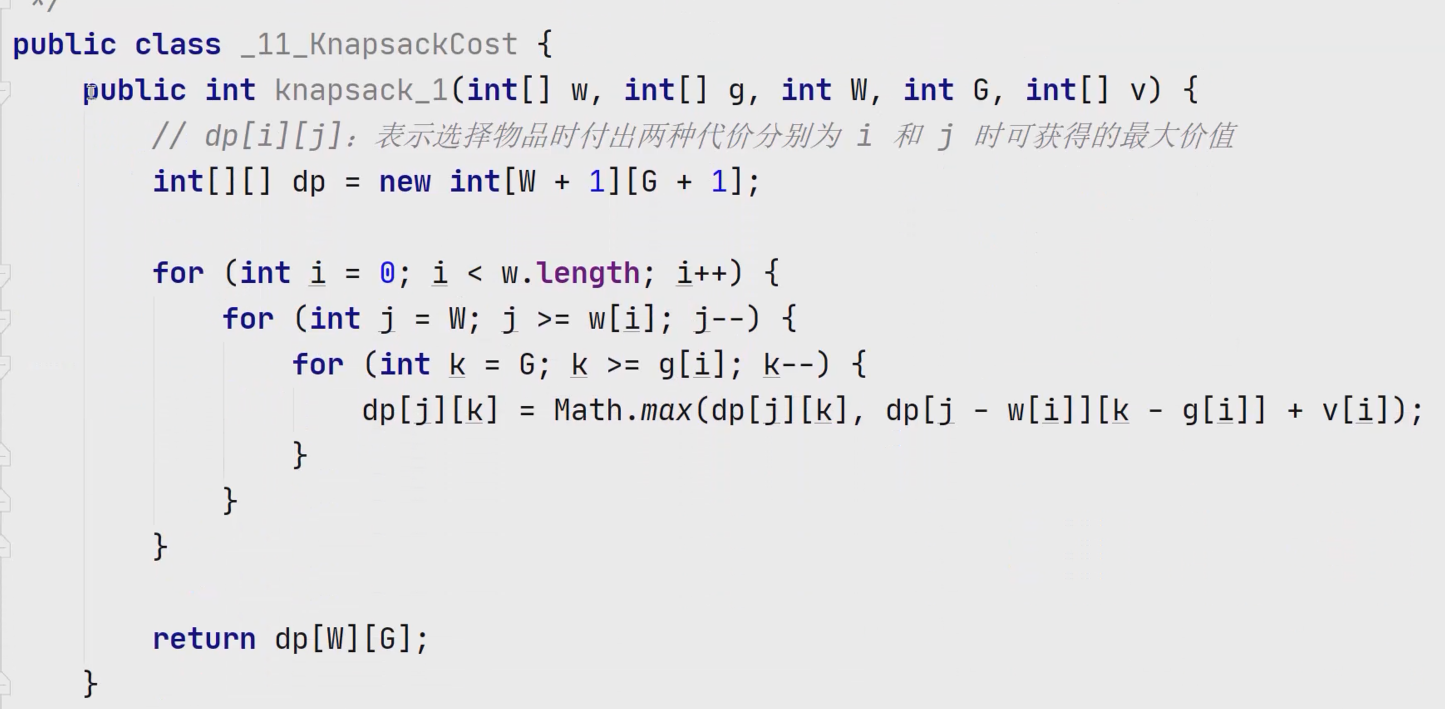 */
public class _11_KnapsackCost {
public int knapsack_1(int[] w, int[] g, int W, int G, int[] v) {
// dp[i][j]：表示选择物品时付出两种代价分别为 i 和 j 时可获得的最大价值
int[][] dp = new int[W + 1][G + 1];
for (int i = 0; i < w.length; i++) {
for (int j = W; j >= w[i]; j--) {
for (int k = G; k >= g[i]; k--) {
dp[j][k] = Math.max(dp[j][k], dp[j - w[i]][k - g[i]] + v[i]);
}
}
}
return dp[W][G];
}